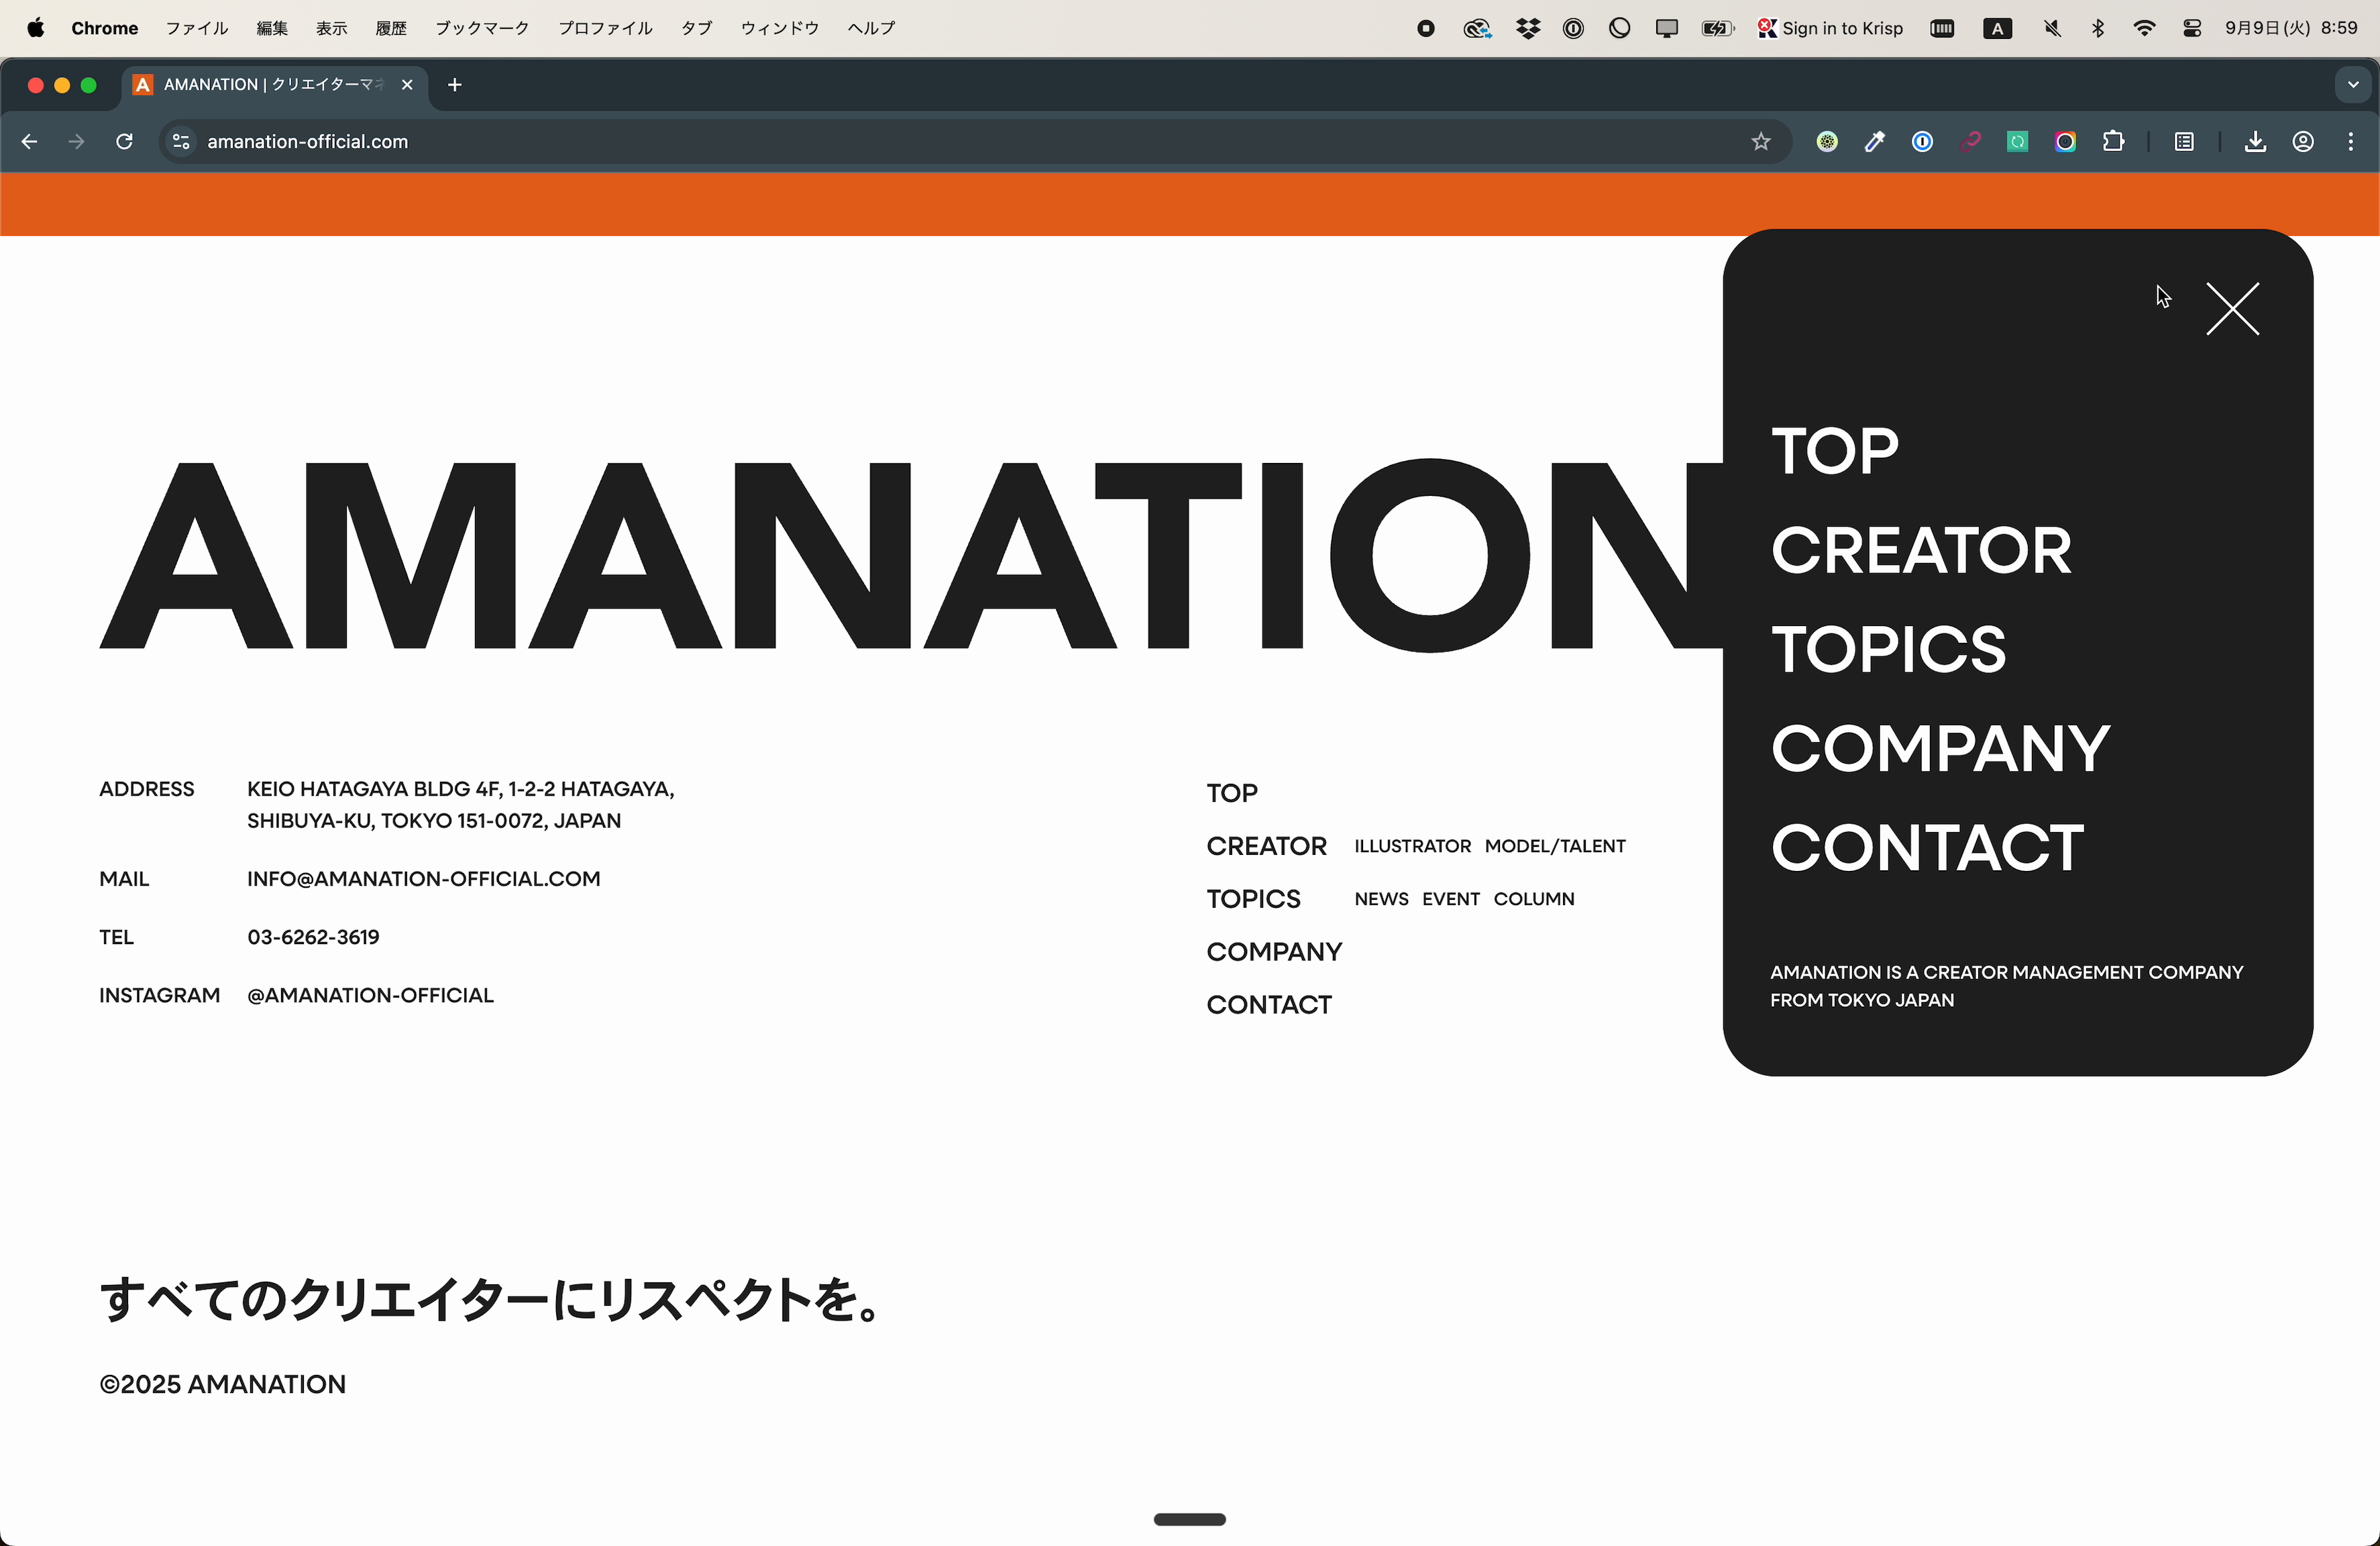 Chrome ファイル 編集 表示 履歴 ブックマーク プロファイル タブ ウィンドウ ヘルプ
Sign in to Krisp A 9月9日(火) 8:59
A AMANATION | クリエイターマネ
amanation-official.com
AMANATION
ADDRESS KEIO HATAGAYA BLDG 4F, 1-2-2 HATAGAYA,
SHIBUYA-KU, TOKYO 151-0072, JAPAN
MAIL INFO@AMANATION-OFFICIAL.COM
TEL 03-6262-3619
INSTAGRAM @AMANATION-OFFICIAL
TOP
CREATOR ILLUSTRATOR MODEL/TALENT
TOPICS NEWS EVENT COLUMN
COMPANY
CONTACT
TOP
CREATOR
TOPICS
COMPANY
CONTACT
AMANATION IS A CREATOR MANAGEMENT COMPANY
FROM TOKYO JAPAN
すべてのクリエイターにリスペクトを。
©2025 AMANATION